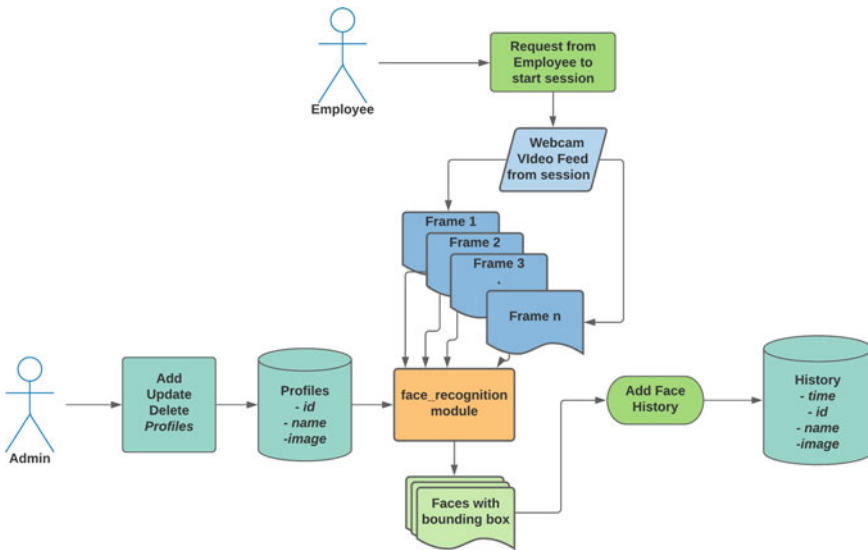 Request from
Employee to
start session
Employee
Webcam
VIdeo Feed
from session
Frame 1
Frame 2
Frame 3
.
Frame n
Add
Update
Delete
Profiles
Admin
Profiles
- id
- name
-image
face_recognition
module
Add Face
History
History
- time
- id
- name
-image
Faces with
bounding box